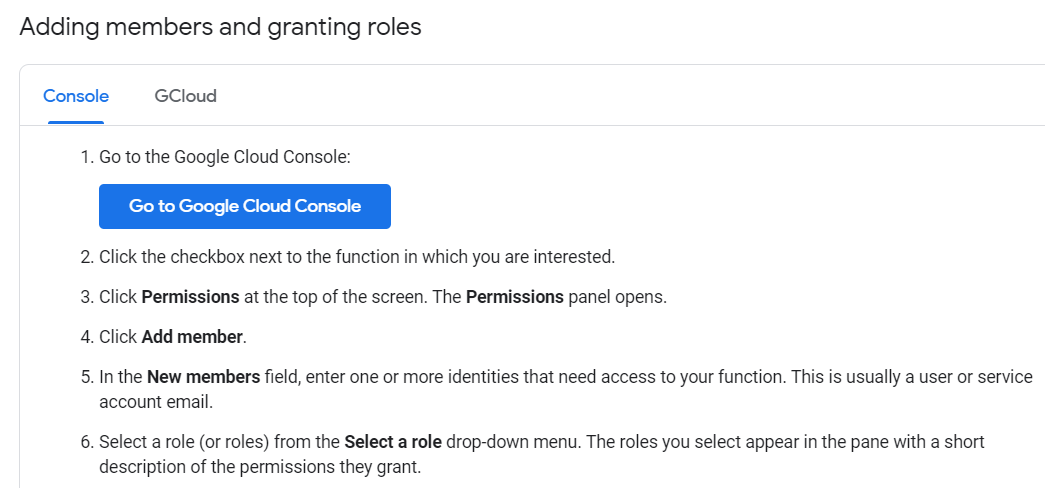 Adding members and granting roles
Console GCloud
1. Go to the Google Cloud Console:
Go to Google Cloud Console
2. Click the checkbox next to the function in which you are interested.
3. Click Permissions at the top of the screen. The Permissions panel opens.
4. Click Add member.
5. In the New members field, enter one or more identities that need access to your function. This is usually a user or service
account email.
6. Select a role (or roles) from the Select a role drop-down menu. The roles you select appear in the pane with a short
description of the permissions they grant.